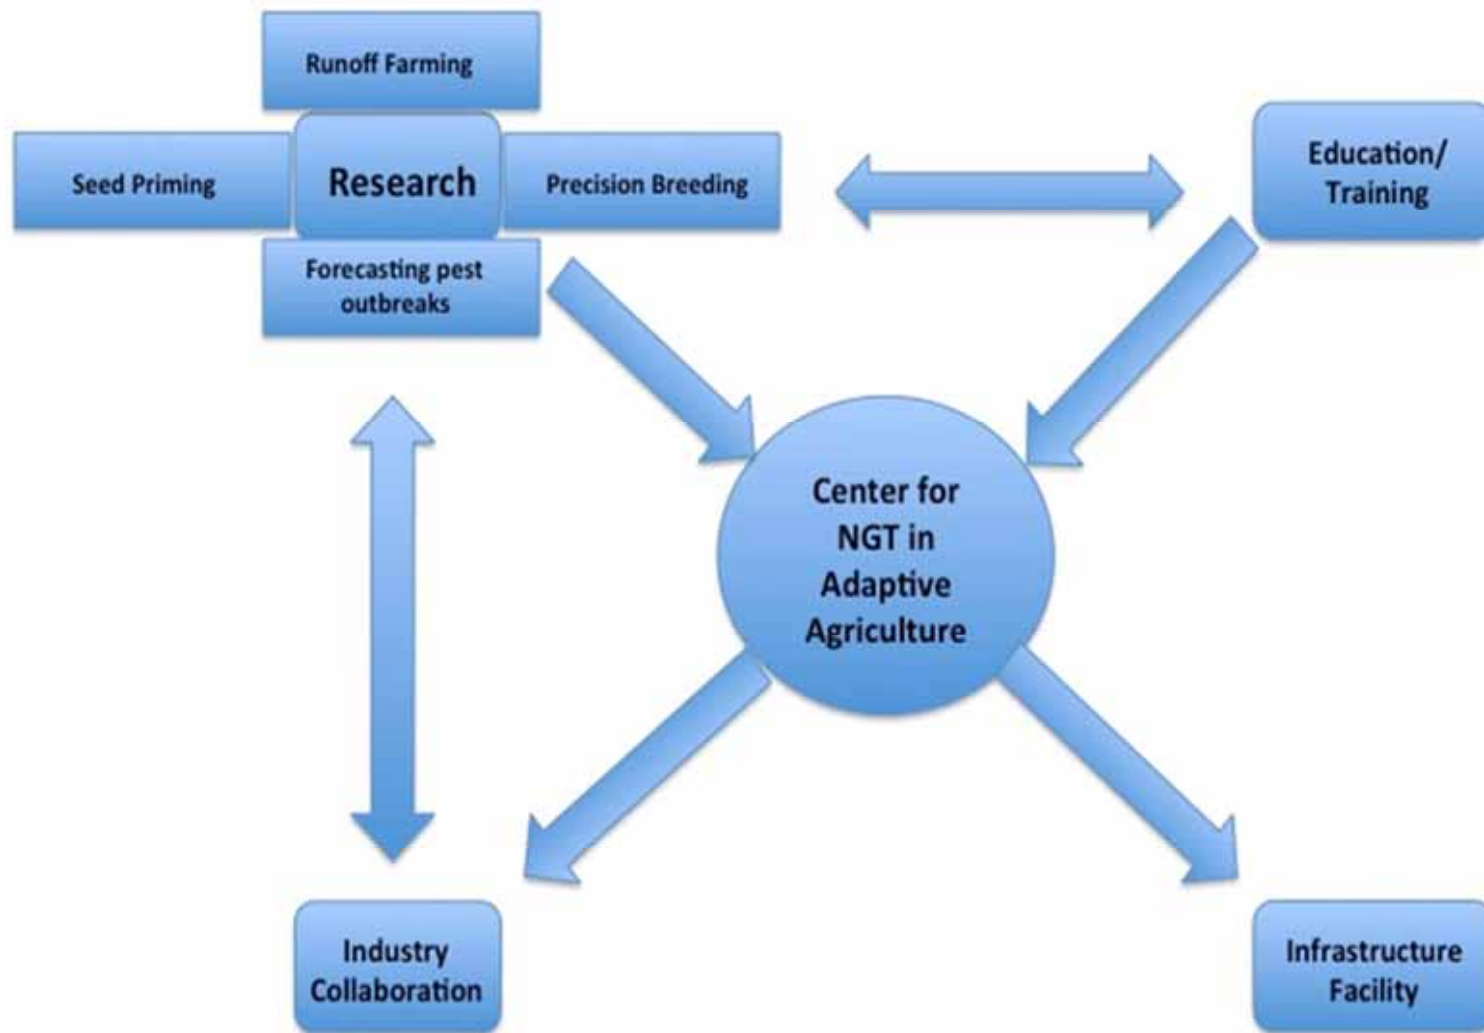 Runoff Farming
Seed Priming
Research
Precision Breeding
Forecasting pest
outbreaks
Education/
Training
Center for
NGT in
Adaptive
Agriculture
Industry
Collaboration
Infrastructure
Facility